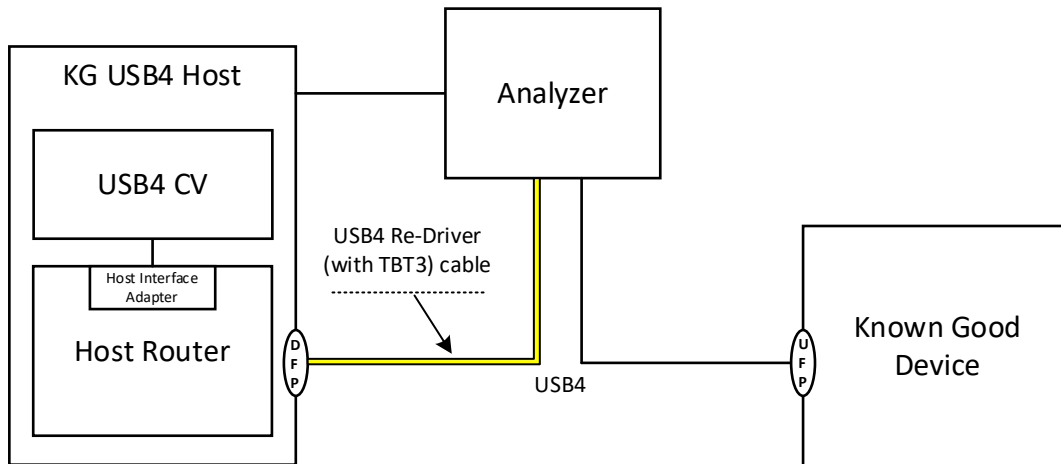 KG USB4 Host
Analyzer
USB4 CV
USB4 Re-Driver
(with TBT3) cable
Host Interface
Adapter
Host Router
D
F
P
USB4
U
F
P
Known Good
Device